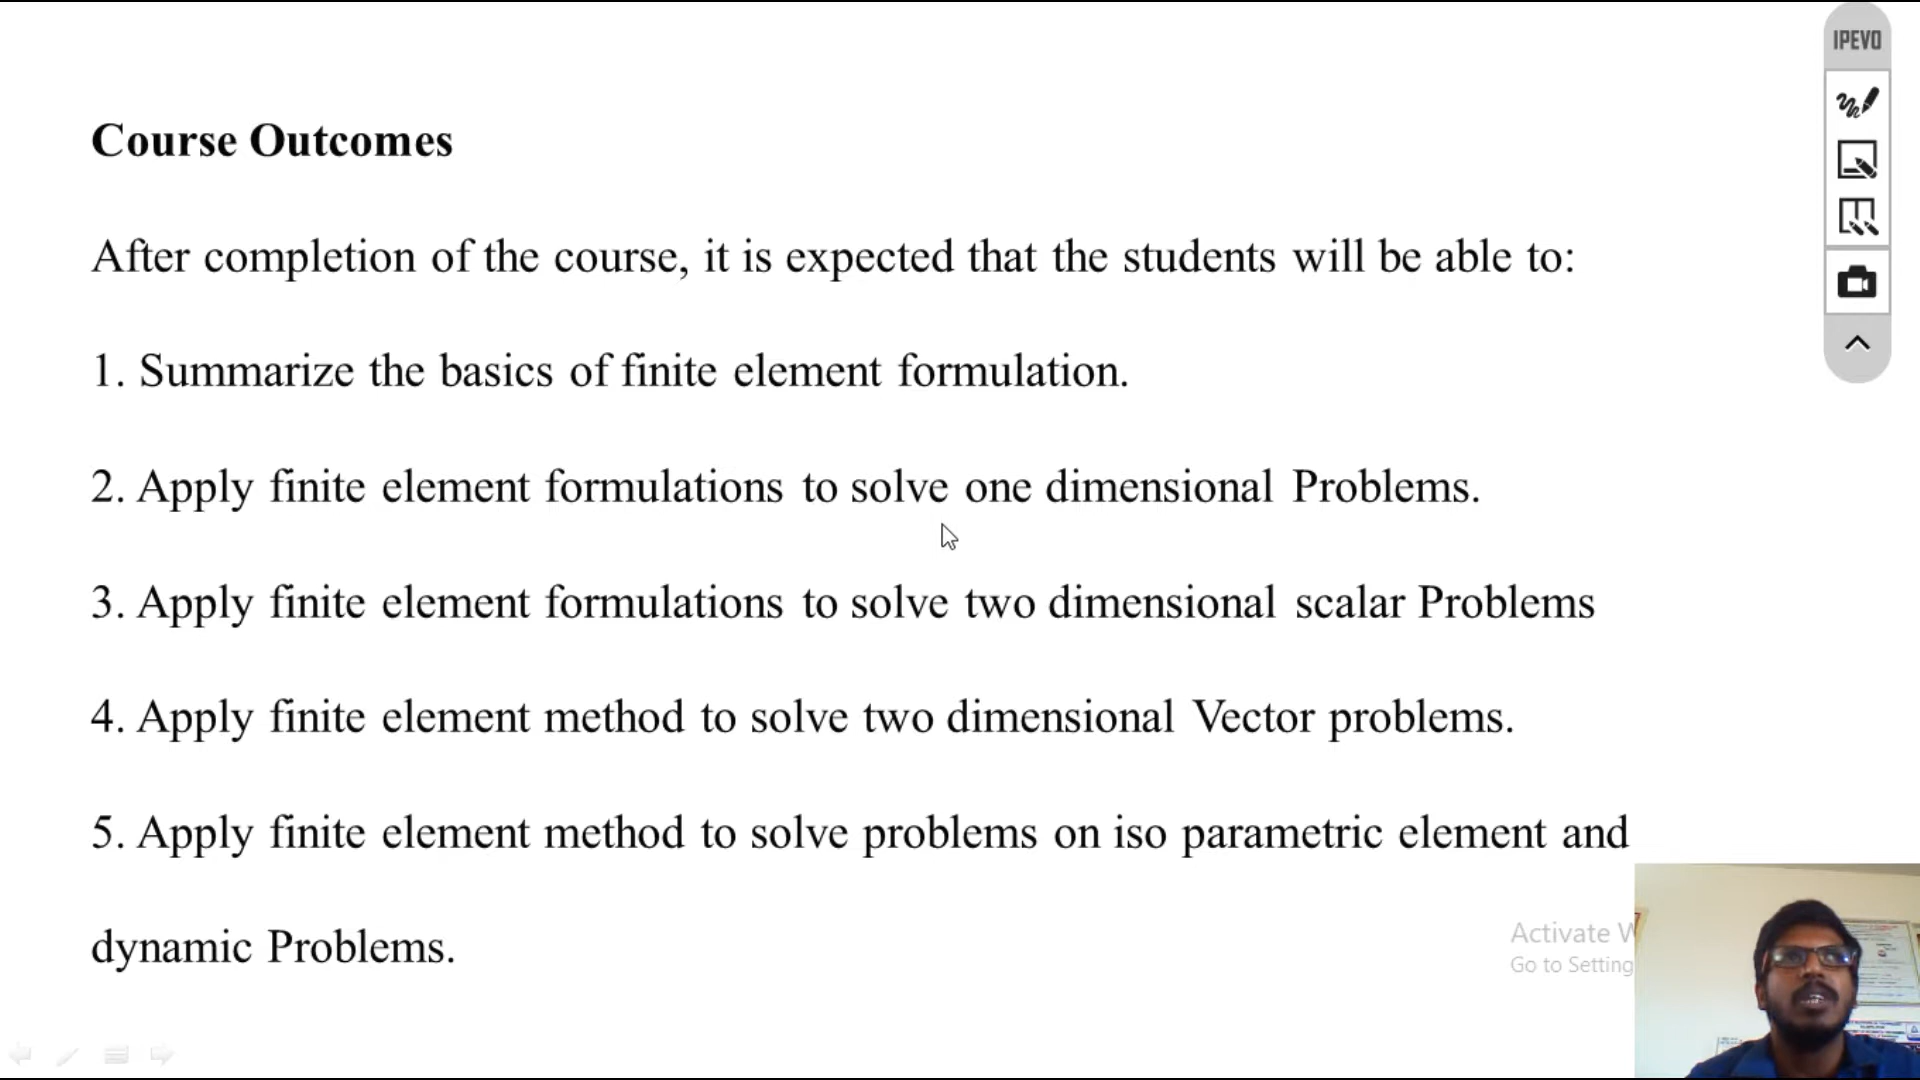 IPEVO
Course Outcomes
After completion of the course, it is expected that the students will be able to:
1. Summarize the basics of finite element formulation.
2. Apply finite element formulations to solve one dimensional Problems.
3. Apply finite element formulations to solve two dimensional scalar Problems
4. Apply finite element method to solve two dimensional Vector problems.
5. Apply finite element method to solve problems on iso parametric element and
dynamic Problems.
Activate W
Go to Setting